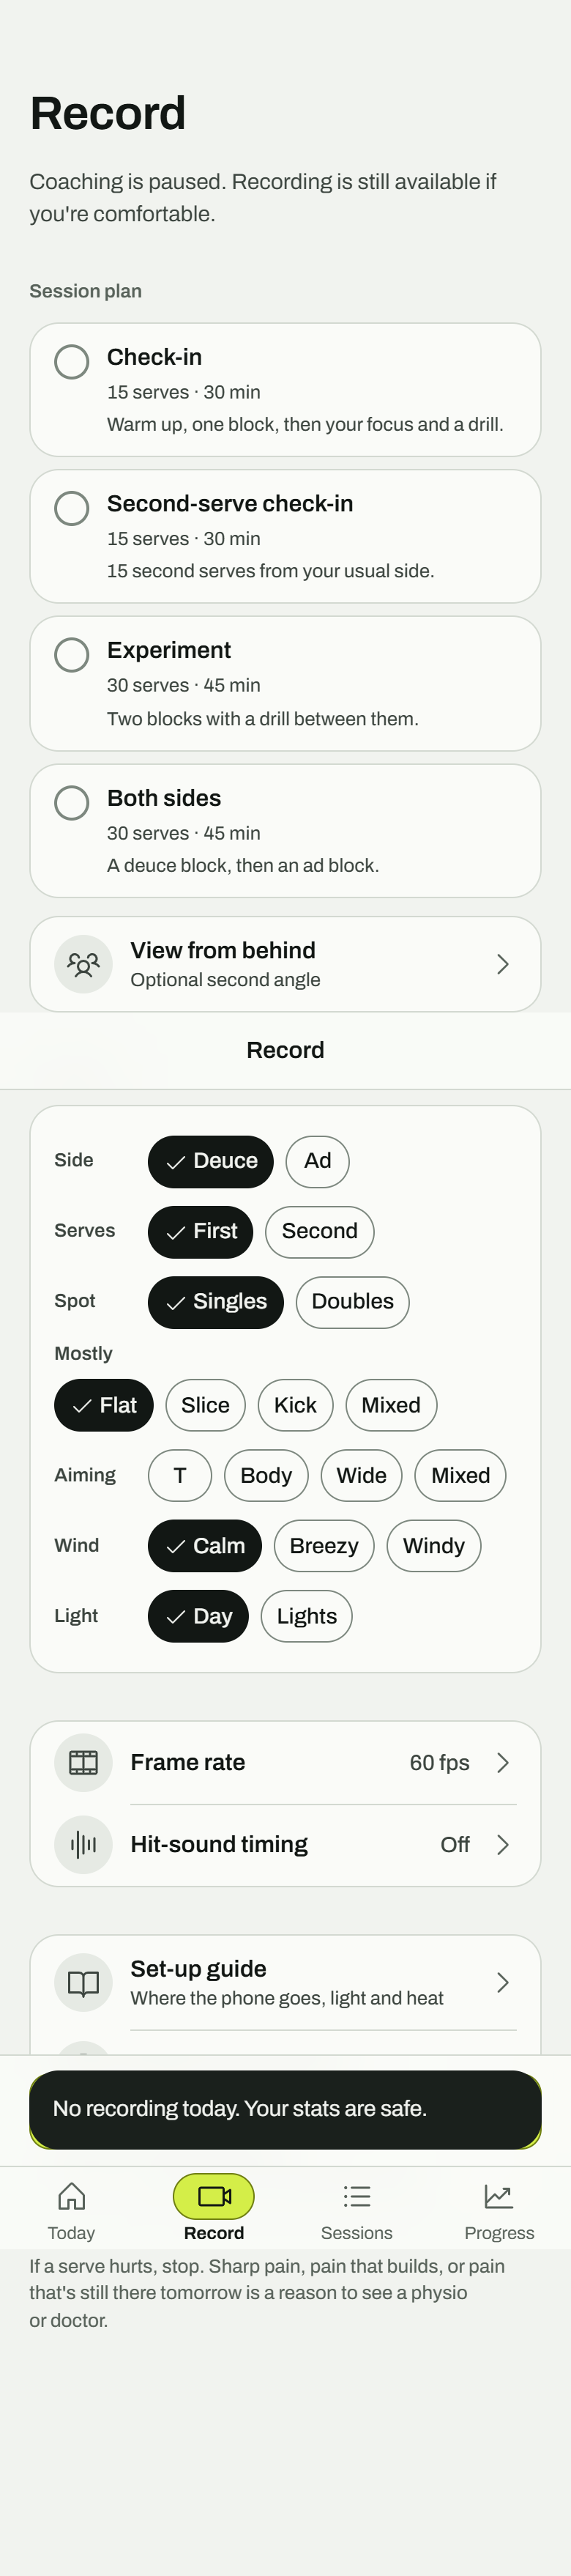 Record
Coaching is paused. Recording is still available if
you're comfortable.
Session plan
Check-in
15 serves · 30 min
Warm up, one block, then your focus and a drill.
Second-serve check-in
15 serves · 30 min
15 second serves from your usual side.
Experiment
30 serves · 45 min
Two blocks with a drill between them.
Both sides
30 serves · 45 min
A deuce block, then an ad block.
View from behind
Optional second angle
Record
Side Deuce Ad
Serves First Second
Spot Singles Doubles
Mostly
Flat Slice Kick Mixed
Aiming T Body Wide Mixed
Wind Calm Breezy Windy
Light Day Lights
Frame rate 60 fps
Hit-sound timing Off
Set-up guide
Where the phone goes, light and heat
No recording today. Your stats are safe.
Today Record Sessions Progress
If a serve hurts, stop. Sharp pain, pain that builds, or pain
that's still there tomorrow is a reason to see a physio
or doctor.